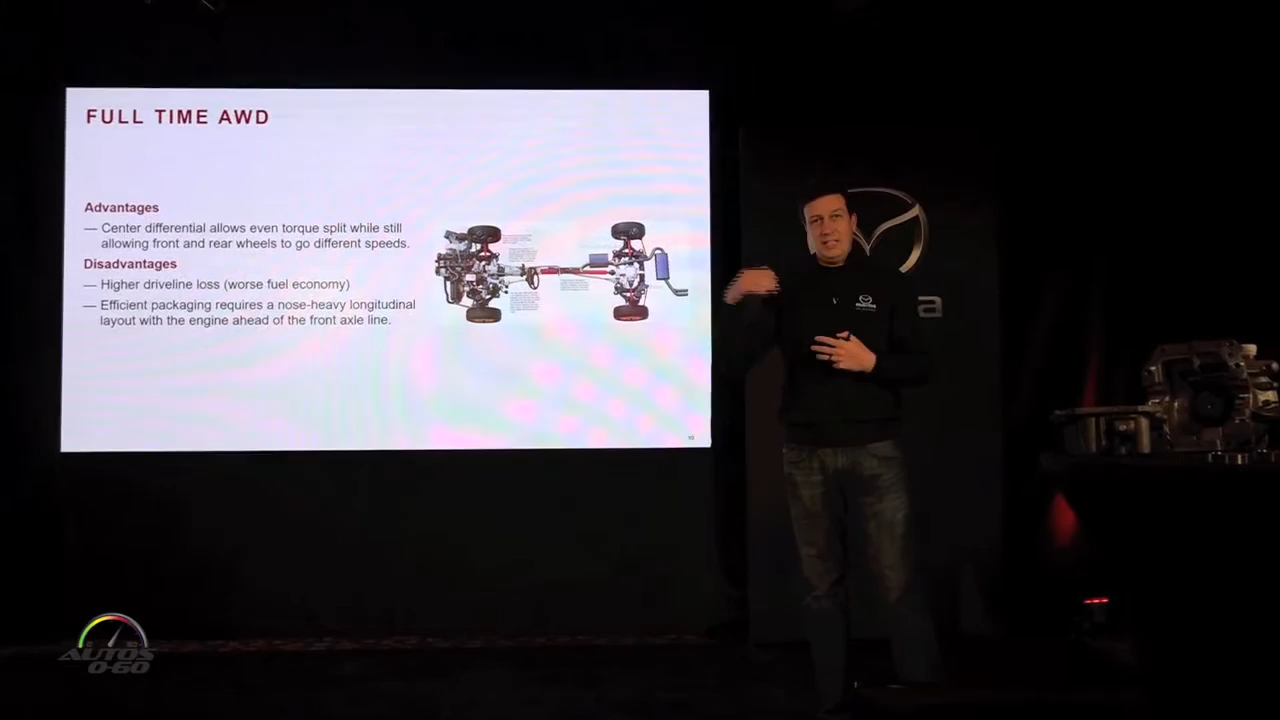 FULL TIME AWD
Advantages
— Center differential allows even torque split while still
allowing front and rear wheels to go different speeds.
Disadvantages
— Higher driveline loss (worse fuel economy)
— Efficient packaging requires a nose-heavy longitudinal
layout with the engine ahead of the front axle line.
a
AUTOS
0-60